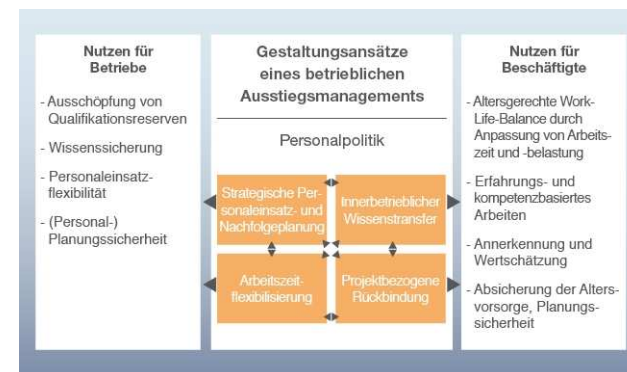 Nutzen für
Betriebe
- Ausschöpfung von
Qualifikationsreserven
- Wissenssicherung
- Personaleinsatz-
flexibilität
- (Personal-)
Planungssicherheit
Gestaltungsansätze
eines betrieblichen
Ausstiegsmanagements
Personalpolitik
Strategische Per-
sonaleinsatz- und
Nachfolgeplanung
Innerbetrieblicher
Wissenstransfer
Arbeitszeit-
flexibilisierung
Projektbezogene
Rückbindung
Nutzen für
Beschäftigte
- Altersgerechte Work-
Life-Balance durch
Anpassung von Arbeits-
zeit und -belastung
- Erfahrungs- und
kompetenzbasiertes
Arbeiten
- Annerkennung und
Wertschätzung
- Absicherung der Alters-
vorsorge, Planungs-
sicherheit